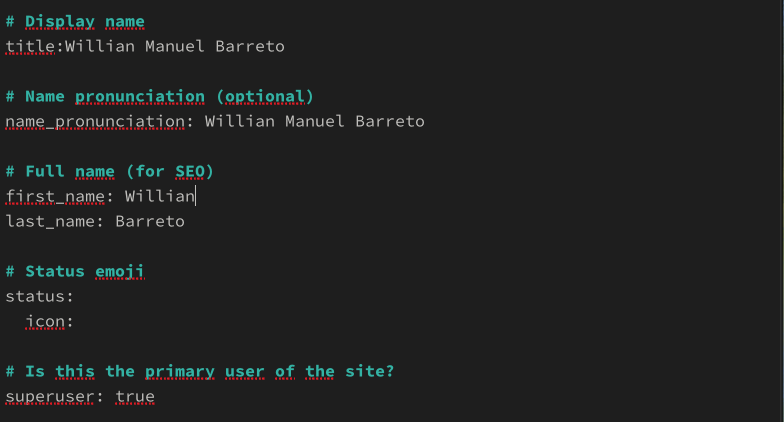 # Display name
title:Willian Manuel Barreto
# Name pronunciation (optional)
name_pronunciation: Willian Manuel Barreto
# Full name (for SEO)
first_name: Willian
last_name: Barreto
# Status emoji
status:
  icon:
# Is this the primary user of the site?
superuser: true